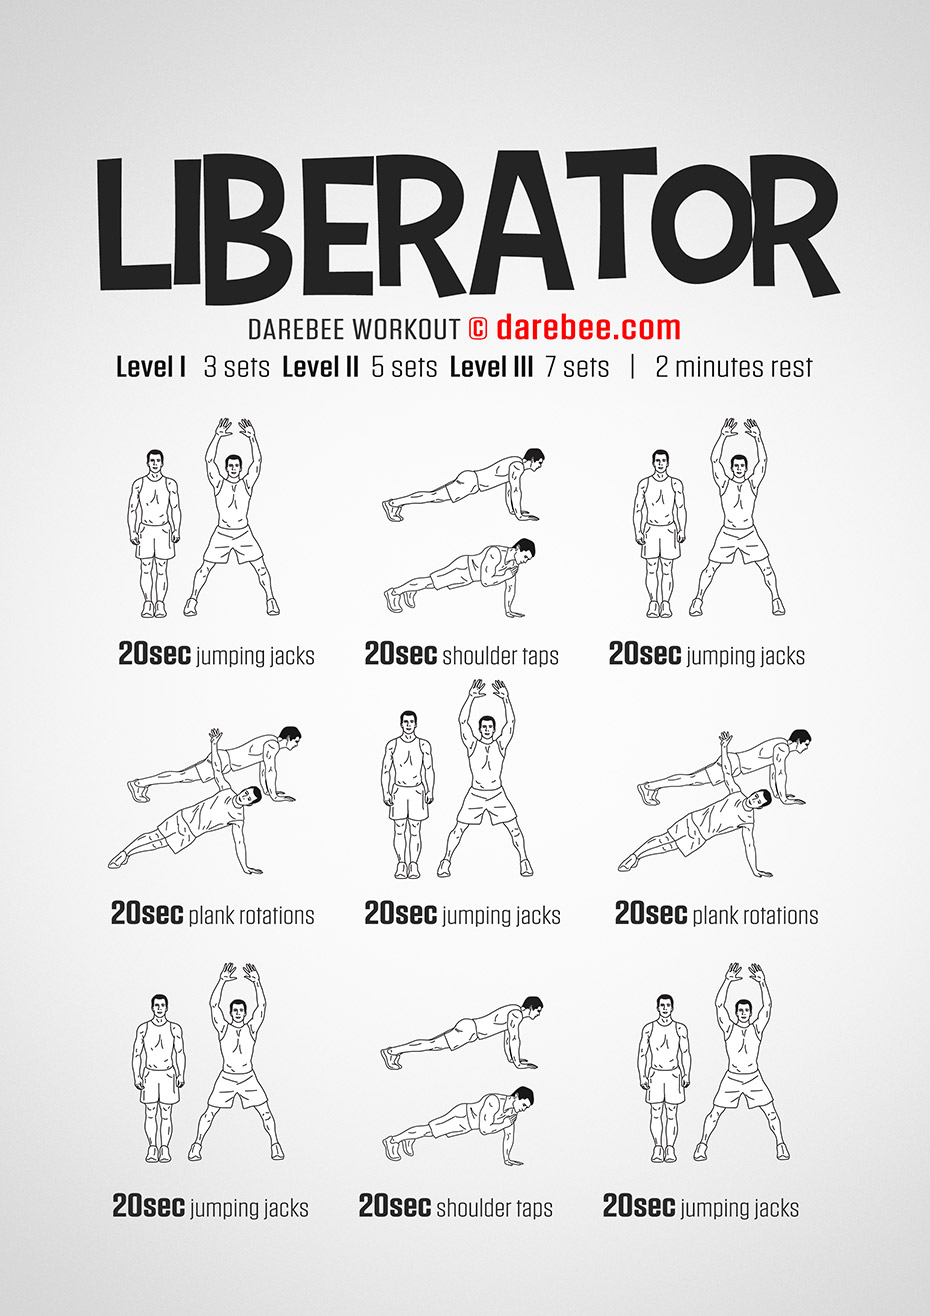 LIBERATOR
DAREBEE WORKOUT © darebee.com
Level I 3 sets Level II 5 sets Level III 7 sets | 2 minutes rest
20sec jumping jacks
20sec shoulder taps
20sec jumping jacks
20sec plank rotations
20sec jumping jacks
20sec plank rotations
20sec jumping jacks
20sec shoulder taps
20sec jumping jacks